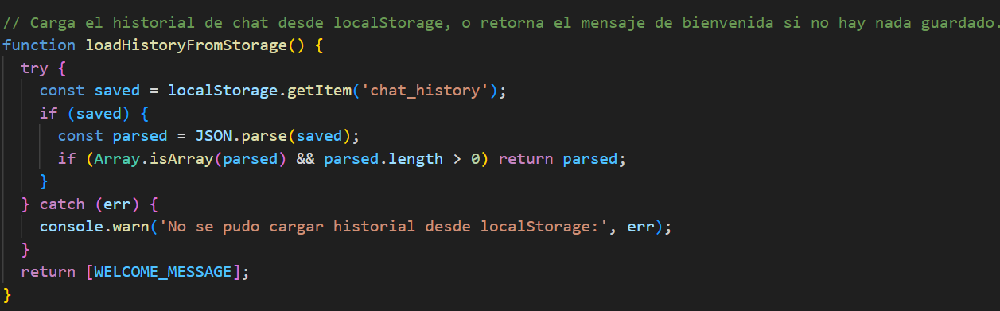 // Carga el historial de chat desde localStorage, o retorna el mensaje de bienvenida si no hay nada guardado.
function loadHistoryFromStorage() {
  try {
    const saved = localStorage.getItem('chat_history');
    if (saved) {
      const parsed = JSON.parse(saved);
      if (Array.isArray(parsed) && parsed.length > 0) return parsed;
    }
  } catch (err) {
    console.warn('No se pudo cargar historial desde localStorage:', err);
  }
  return [WELCOME_MESSAGE];
}